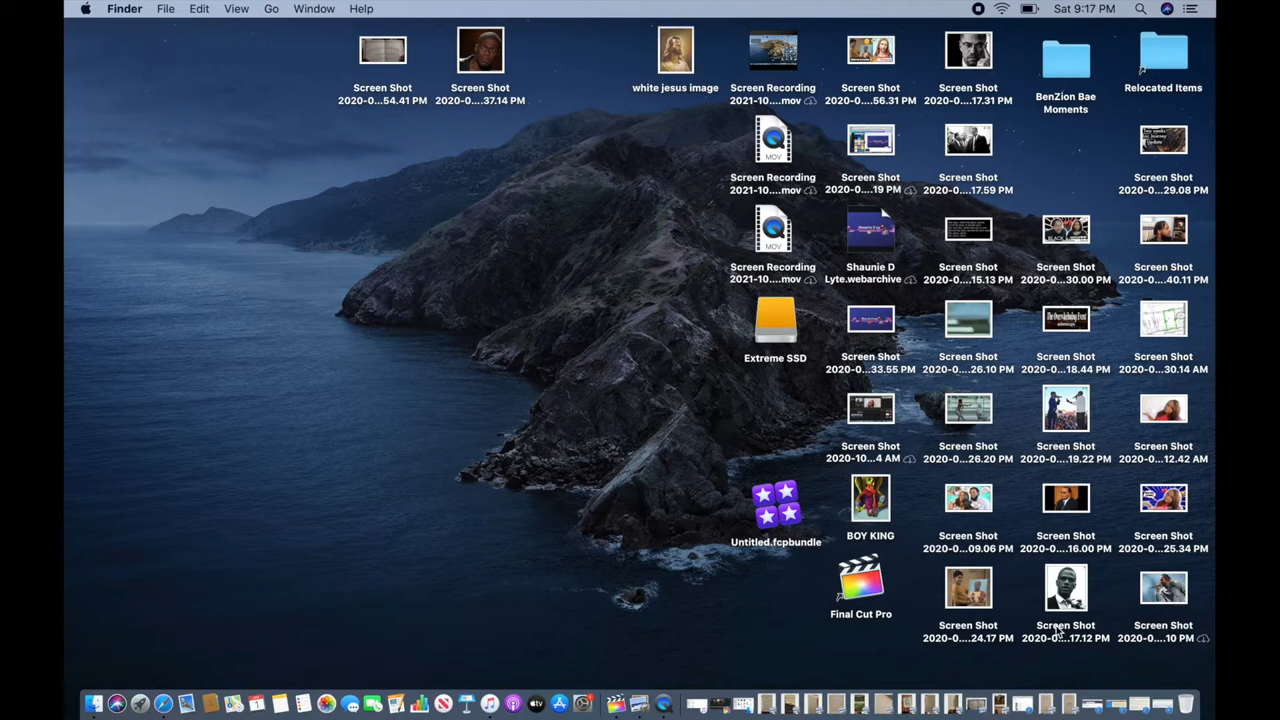 Finder File Edit View Go Window Help Sat 9:17 PM
Screen Shot
2020-0....54.41 PM
Screen Shot
2020-0....37.14 PM
white jesus image
Screen Recording
2021-10....mov
Screen Shot
2020-0....56.31 PM
Screen Shot
2020-0....17.31 PM
BenZion Bae
Moments
Relocated Items
Screen Recording
2021-10....mov
Screen Shot
2020-0....19 PM
Screen Shot
2020-0....17.59 PM
Two weeks
Update
Screen Shot
2020-0....29.08 PM
Screen Recording
2021-10....mov
Shaunie D
Lyte.webarchive
Screen Shot
2020-0....15.13 PM
Screen Shot
2020-0....30.00 PM
Screen Shot
2020-0....40.11 PM
Extreme SSD
Screen Shot
2020-0....33.55 PM
Screen Shot
2020-0....26.10 PM
Screen Shot
2020-0....18.44 PM
Screen Shot
2020-0....30.14 AM
Screen Shot
2020-10...4 AM
Screen Shot
2020-0....26.20 PM
Screen Shot
2020-0....19.22 PM
Screen Shot
2020-0....12.42 AM
Untitled.fcpbundle
BOY KING
Screen Shot
2020-0....09.06 PM
Screen Shot
2020-0....16.00 PM
Screen Shot
2020-0....25.34 PM
Final Cut Pro
Screen Shot
2020-0....24.17 PM
Screen Shot
2020-0....17.12 PM
Screen Shot
2020-0....10 PM
MOV
MOV